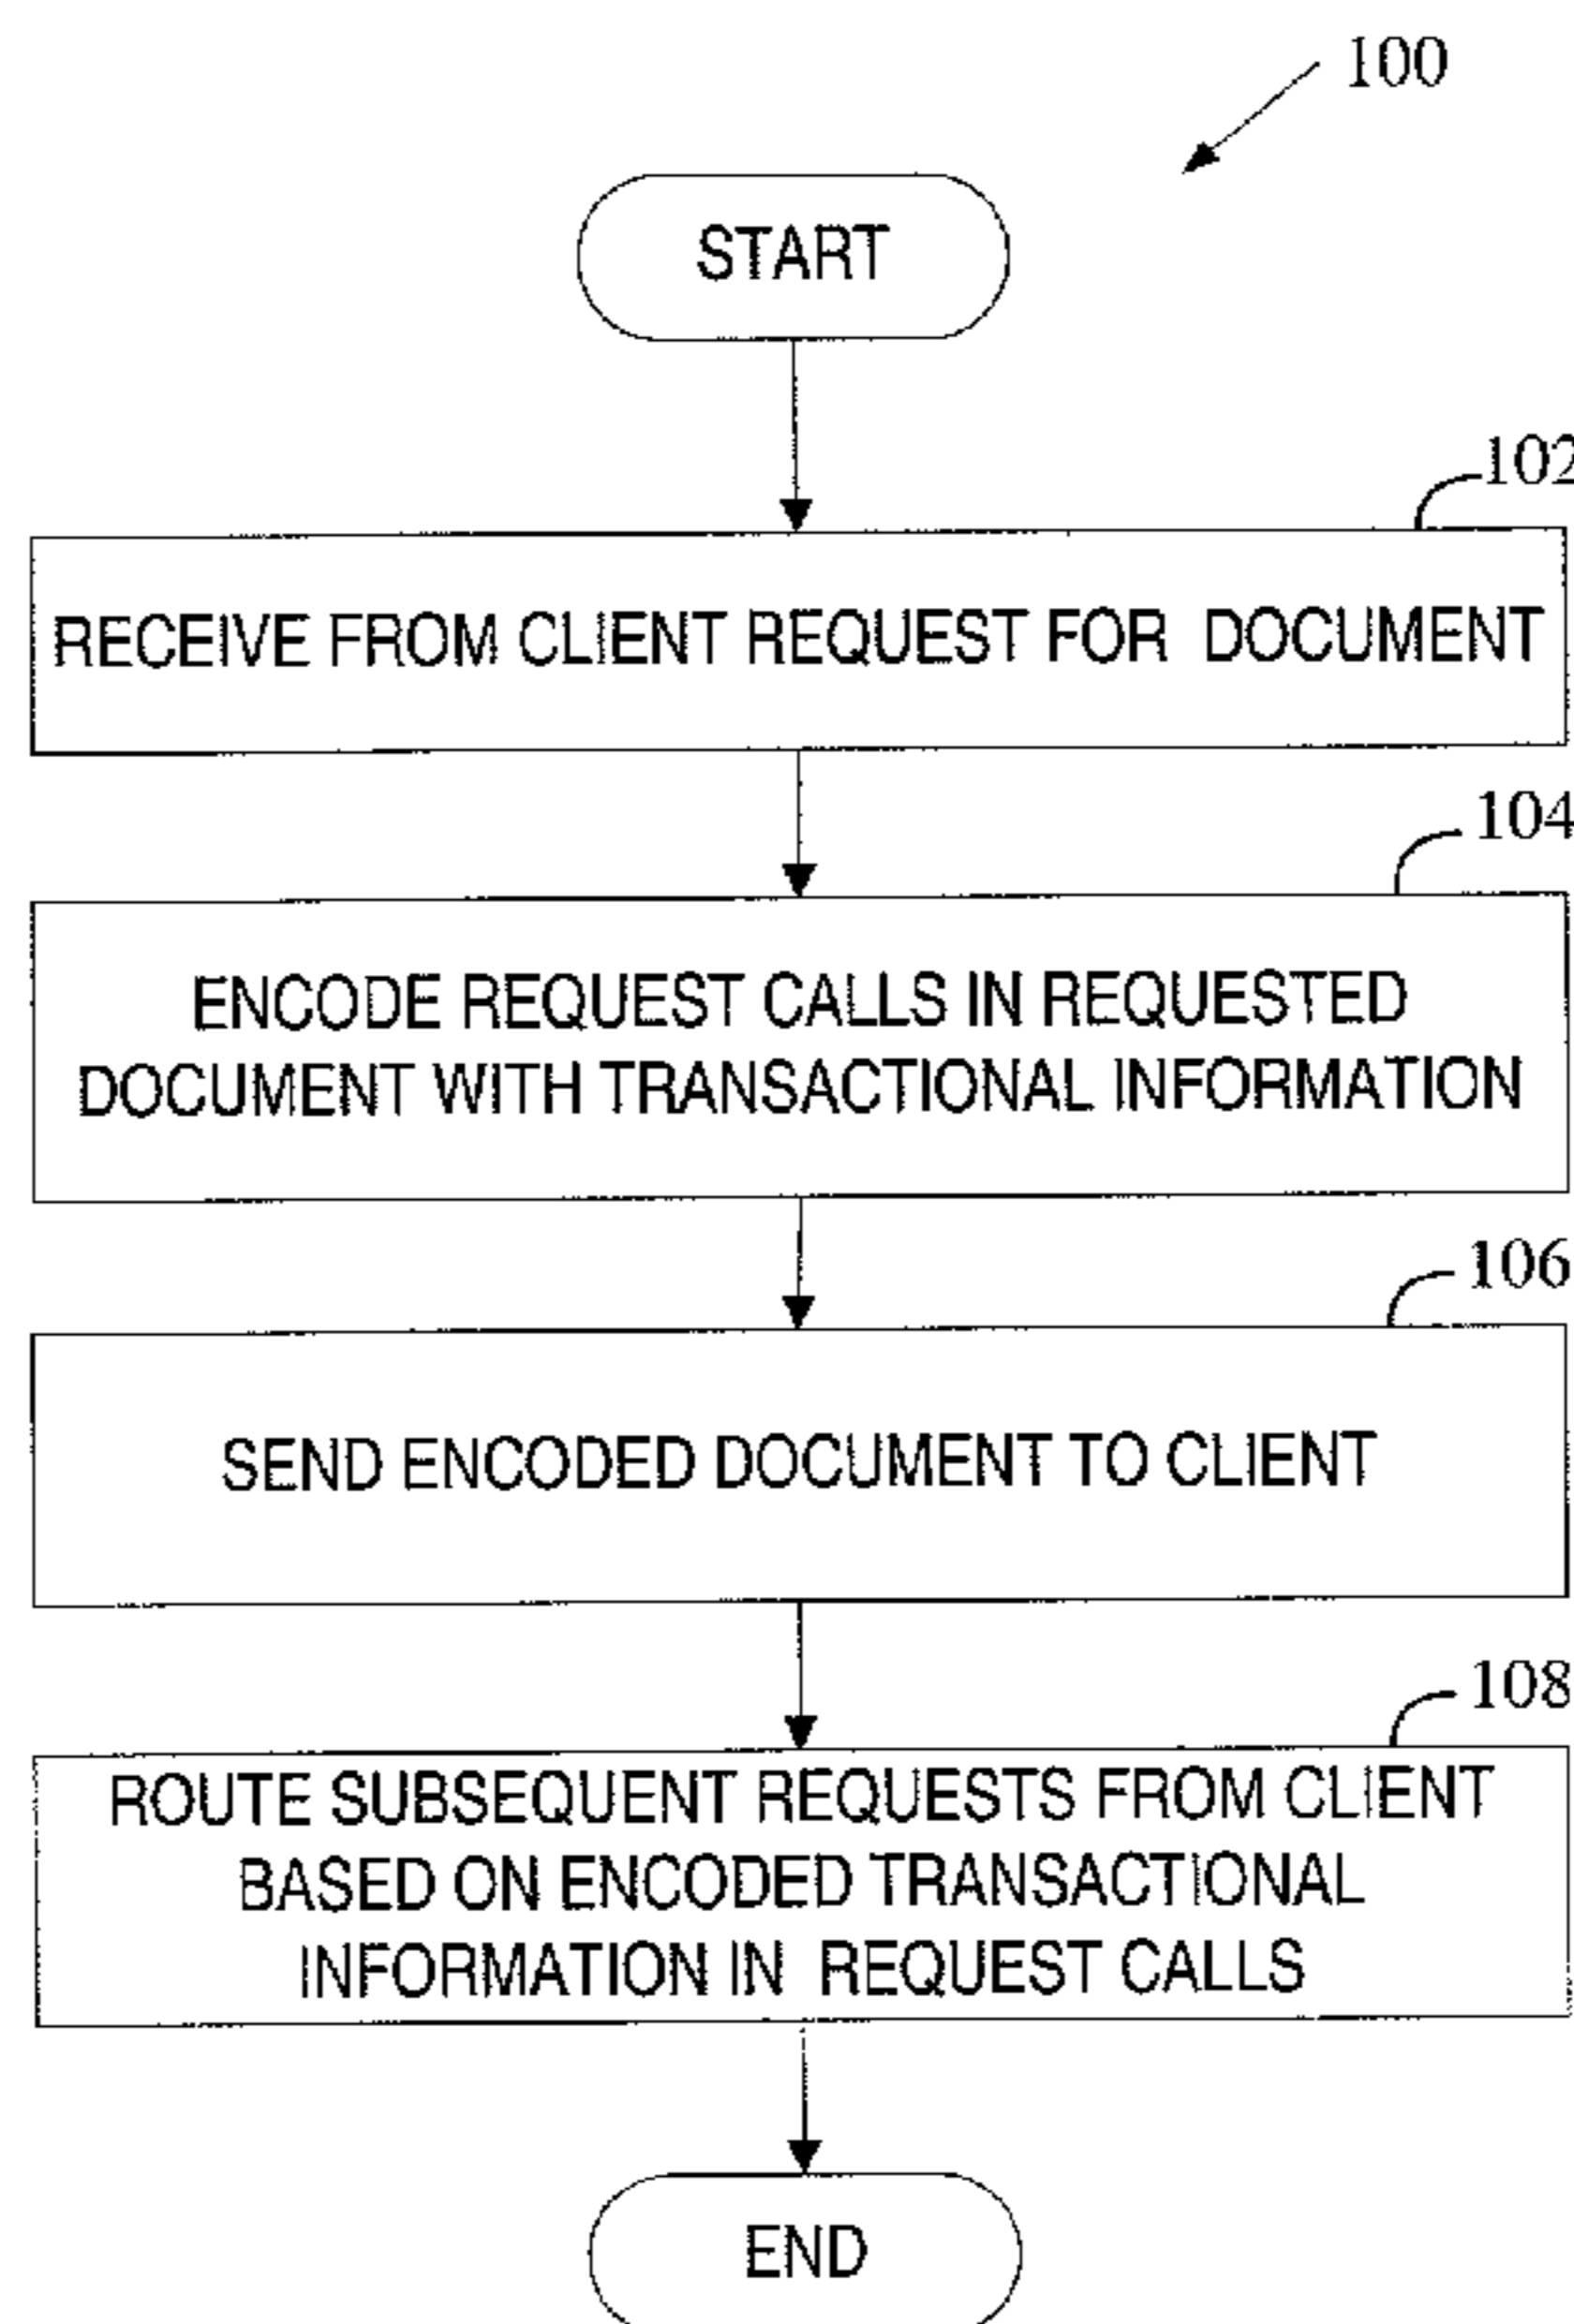 100
START
102
RECEIVE FROM CLIENT REQUEST FOR DOCUMENT
104
ENCODE REQUEST CALLS IN REQUESTED
DOCUMENT WITH TRANSACTIONAL INFORMATION
106
SEND ENCODED DOCUMENT TO CLIENT
108
ROUTE SUBSEQUENT REQUESTS FROM CLIENT
BASED ON ENCODED TRANSACTIONAL
INFORMATION IN REQUEST CALLS
END